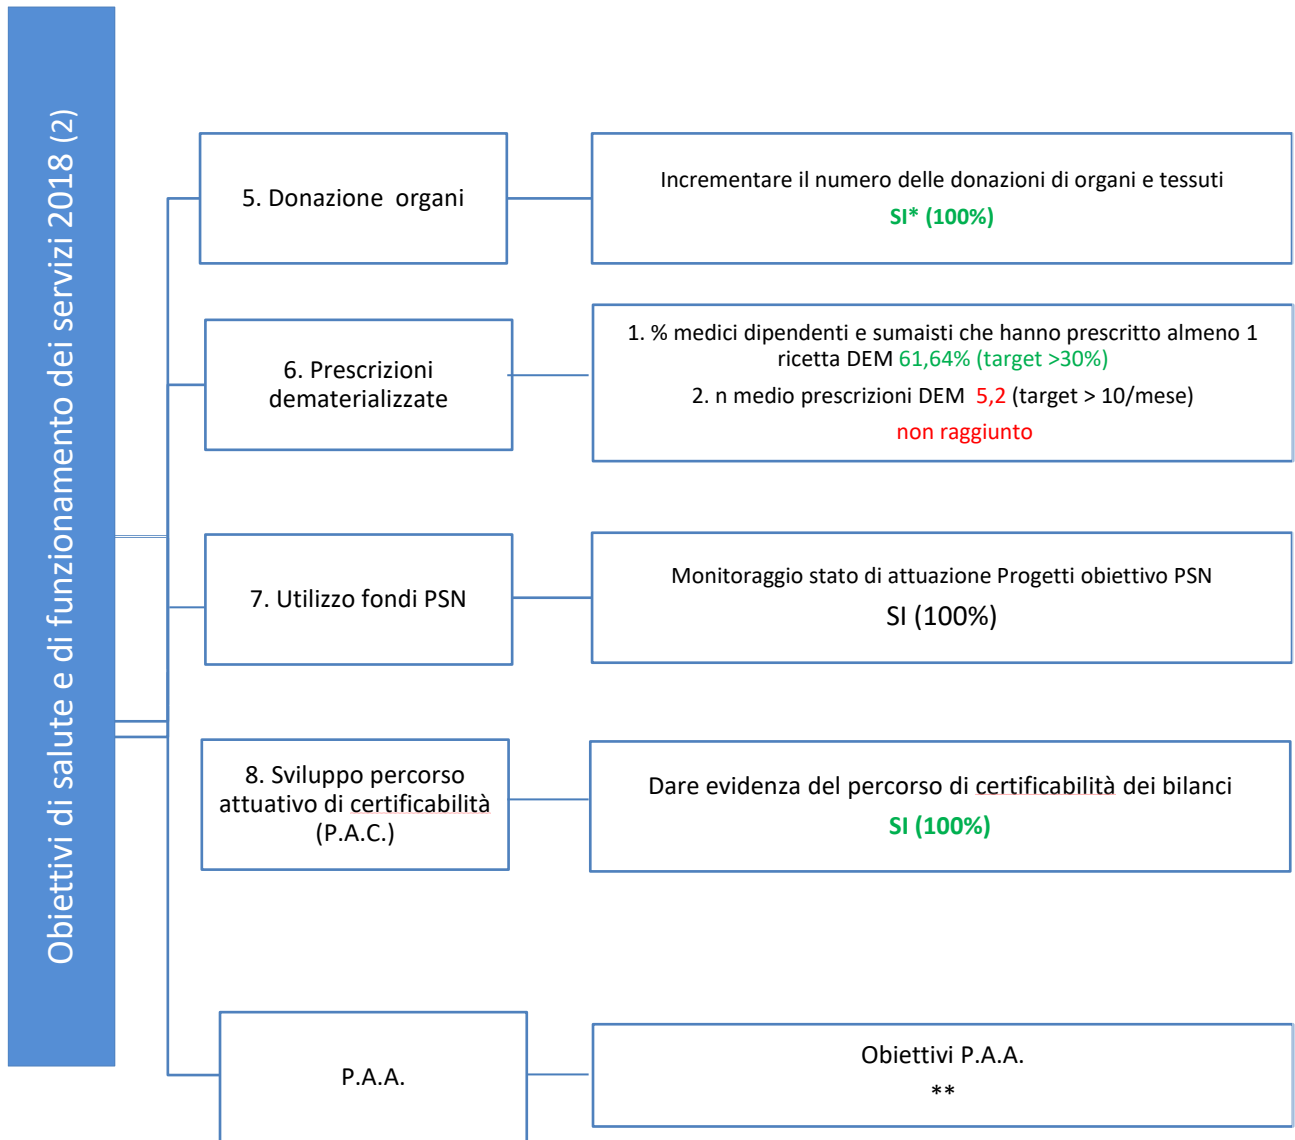 Obiettivi di salute e di funzionamento dei servizi 2018 (2)
5. Donazione organi
Incrementare il numero delle donazioni di organi e tessuti
SI* (100%)
6. Prescrizioni
dematerializzate
1. % medici dipendenti e sumaisti che hanno prescritto almeno 1
ricetta DEM 61,64% (target >30%)
2. n medio prescrizioni DEM 5,2 (target > 10/mese)
non raggiunto
7. Utilizzo fondi PSN
Monitoraggio stato di attuazione Progetti obiettivo PSN
SI (100%)
8. Sviluppo percorso
attuativo di certificabilità
(P.A.C.)
Dare evidenza del percorso di certificabilità dei bilanci
SI (100%)
P.A.A.
Obiettivi P.A.A.
**